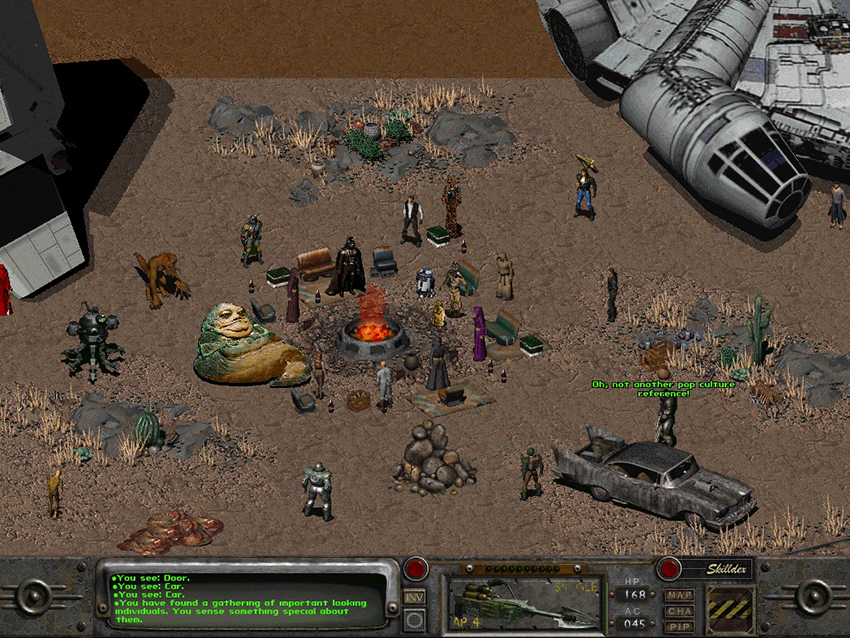 Oh, not another pop culture
reference!
You see: Door.
You see: Car.
You see: Car.
You have found a gathering of important looking
individuals. You sense something special about
them.
INV
SINGLE
AP 4
HP
168
AC
045
Skilldex
MAP
CHA
PIP